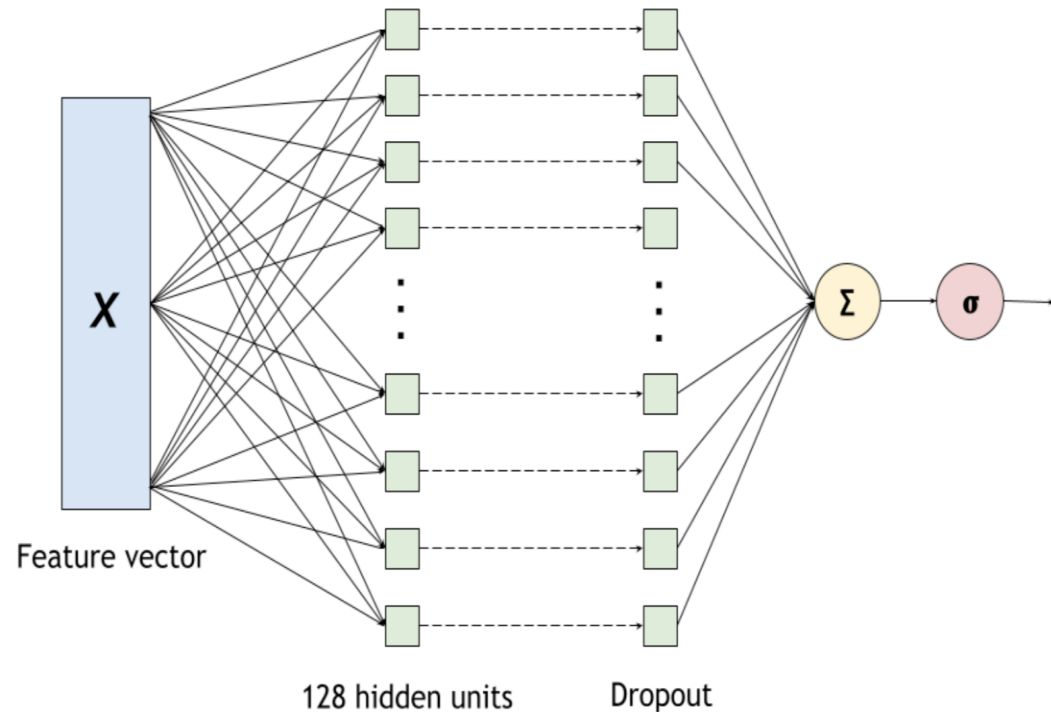 X
Σ
σ
Feature vector
128 hidden units
Dropout